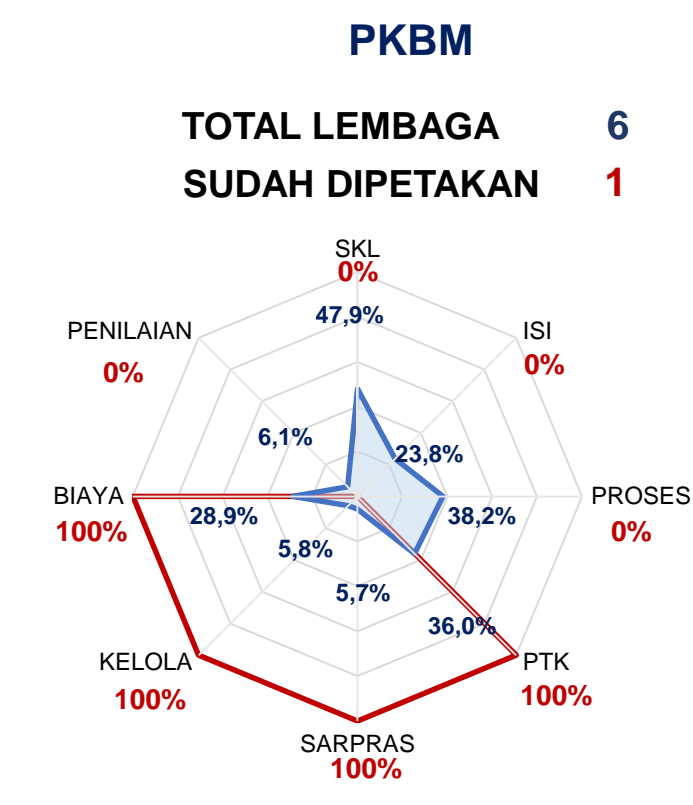 PKBM
TOTAL LEMBAGA 6
SUDAH DIPETAKAN 1
SKL
0%
47,9%
PENILAIAN
0%
ISI
0%
6,1%
23,8%
BIAYA
100%
28,9%
38,2%
PROSES
0%
5,8%
5,7%
36,0%
KELOLA
100%
PTK
100%
SARPRAS
100%